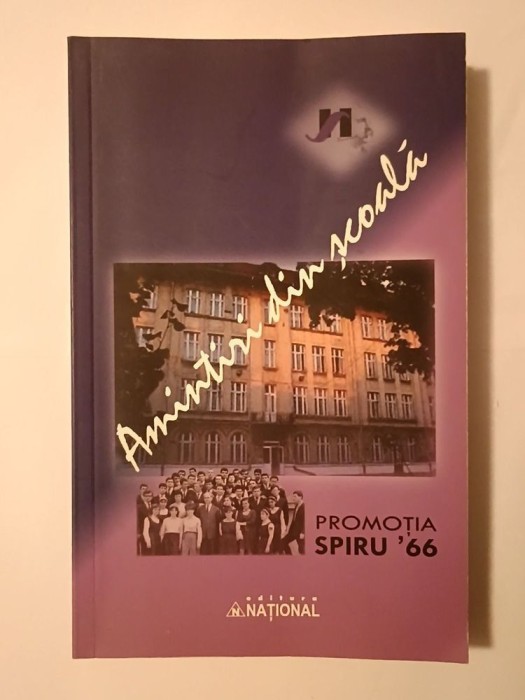 Amintiri din școală
PROMOȚIA
SPIRU '66
editura
N NAȚIONAL